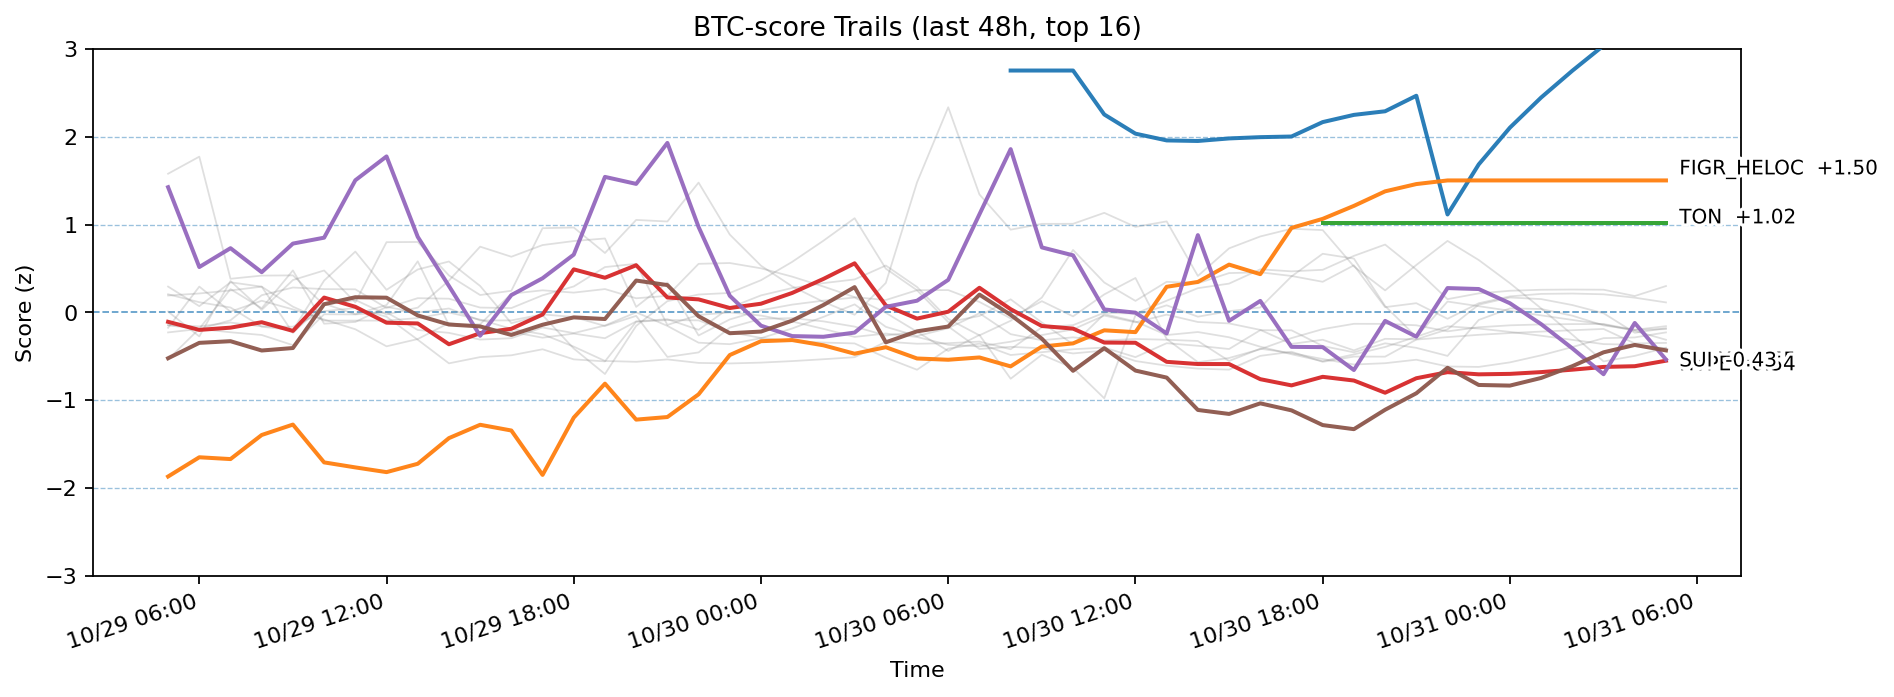 BTC-score Trails (last 48h, top 16)
Score (z)
3
2
1
0
−1
−2
−3
FIGR_HELOC +1.50
TON +1.02
SUI −0.43
10/29 06:00
10/29 12:00
10/29 18:00
10/30 00:00
10/30 06:00
10/30 12:00
10/30 18:00
10/31 00:00
10/31 06:00
Time